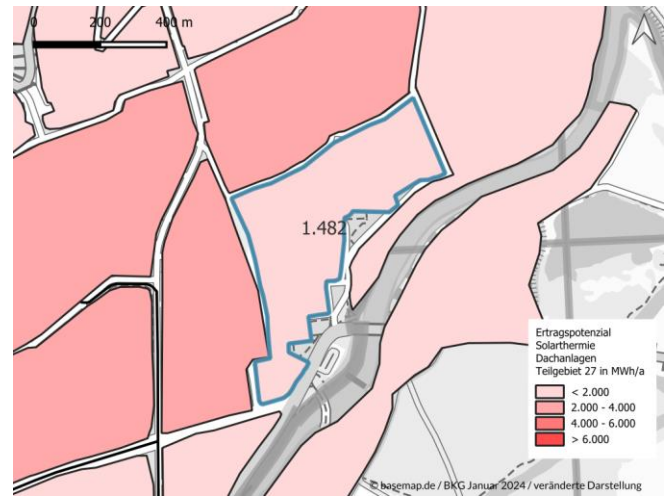 0 200 400 m
1.482
Ertragspotenzial
Solarthermie
Dachanlagen
Teilgebiet 27 in MWh/a
< 2.000
2.000 - 4.000
4.000 - 6.000
> 6.000
© basemap.de / BKG Januar 2024 / veränderte Darstellung